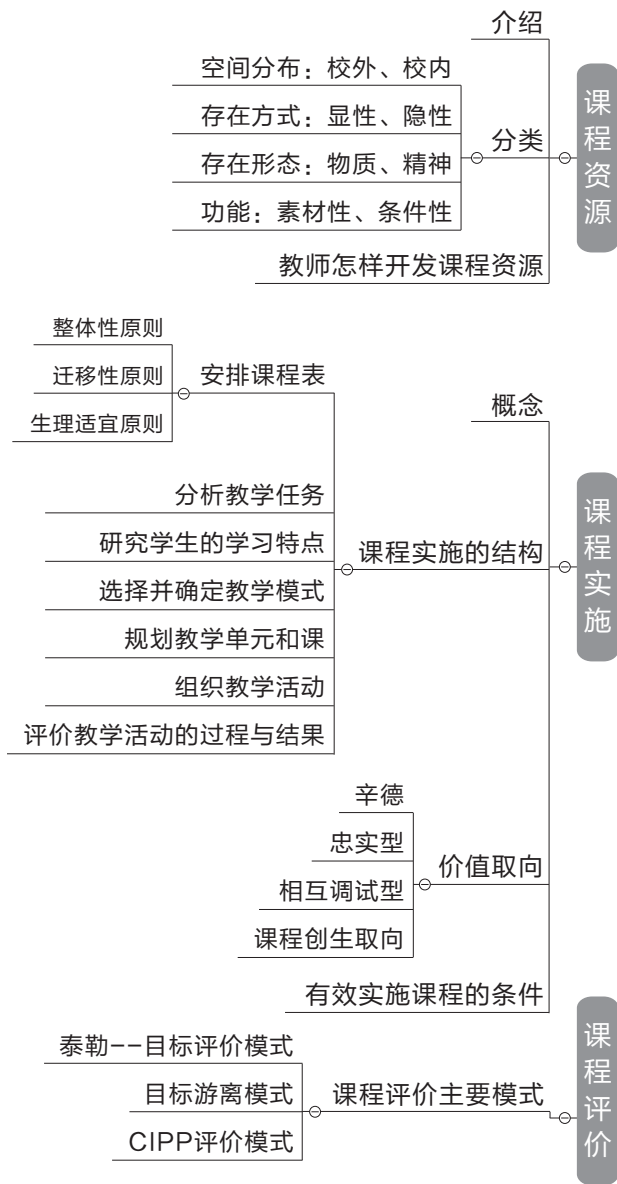 课程资源
介绍
分类
空间分布：校外、校内
存在方式：显性、隐性
存在形态：物质、精神
功能：素材性、条件性
教师怎样开发课程资源
课程实施
概念
课程实施的结构
安排课程表
整体性原则
迁移性原则
生理适宜原则
分析教学任务
研究学生的学习特点
选择并确定教学模式
规划教学单元和课
组织教学活动
评价教学活动的过程与结果
价值取向
辛德
忠实型
相互调试型
课程创生取向
有效实施课程的条件
课程评价
课程评价主要模式
泰勒--目标评价模式
目标游离模式
CIPP评价模式